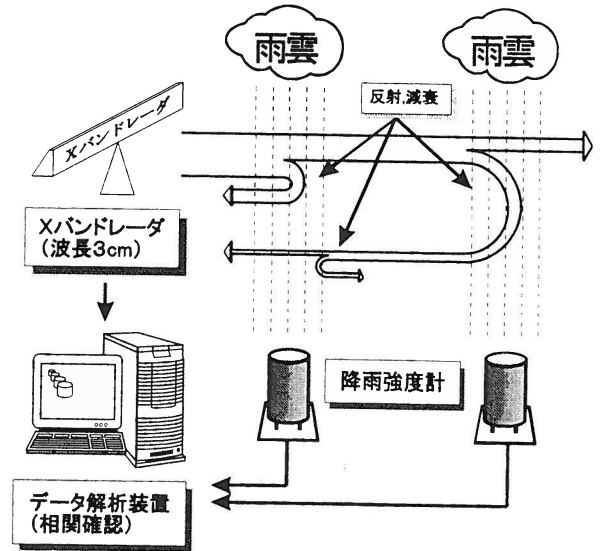 雨雲
雨雲
反射,減衰
Xバンドレーダ
Xバンドレーダ
(波長3cm)
降雨強度計
データ解析装置
(相関確認)